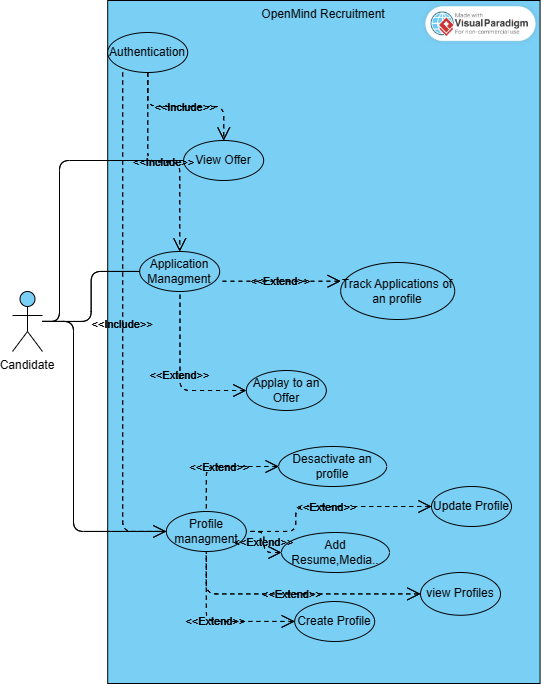 OpenMind Recruitment
Made with
Visual Paradigm
For non-commercial use
Authentication
<<Include>>
View Offer
<<Include>>
Application
Managment
<<Extend>>
Track Applications of
an profile
Candidate
<<Include>>
<<Extend>>
Applay to an
Offer
Desactivate an
profile
<<Extend>>
<<Extend>>
Update Profile
Profile
managment
<<Extend>>
Add
Resume,Media..
<<Extend>>
view Profiles
<<Extend>>
Create Profile